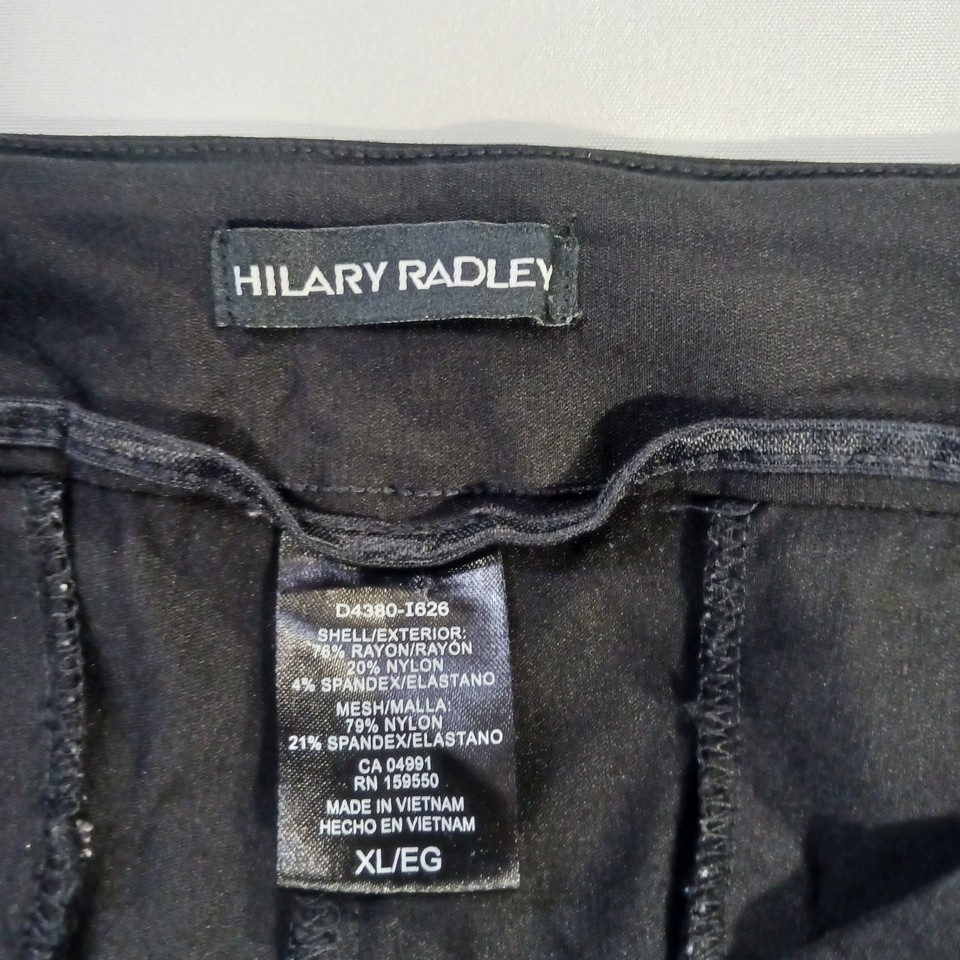 HILARY RADLEY
D4380-I626
SHELL/EXTERIOR:
76% RAYON/RAYÓN
20% NYLON
4% SPANDEX/ELASTANO
MESH/MALLA:
79% NYLON
21% SPANDEX/ELASTANO
CA 04991
RN 159550
MADE IN VIETNAM
HECHO EN VIETNAM
XL/EG